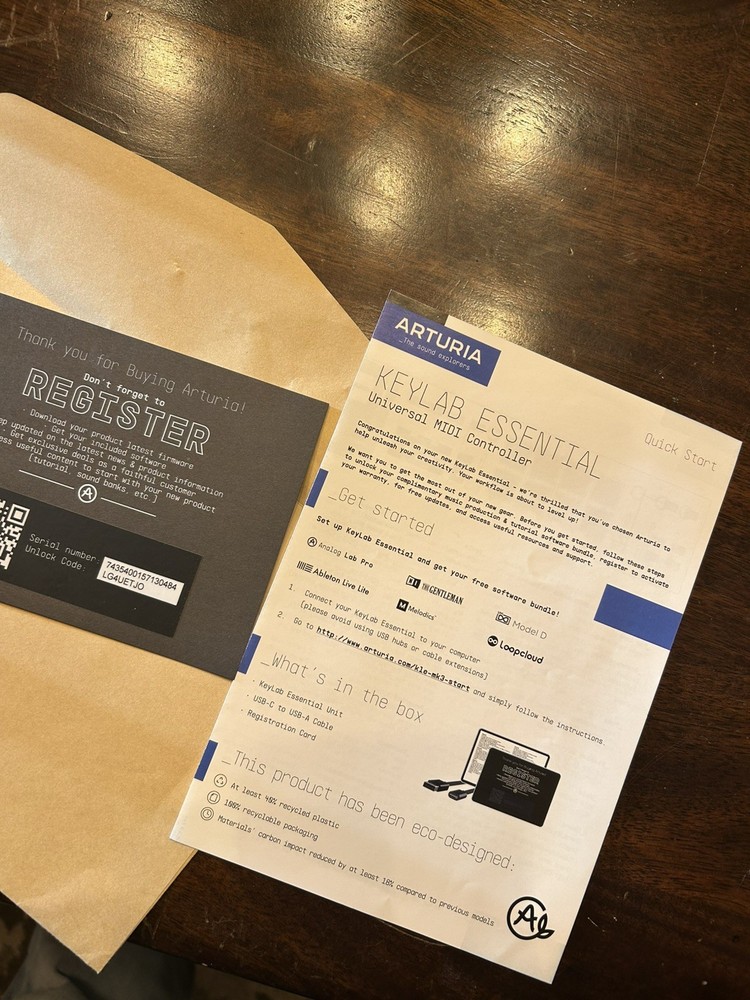 Thank you for Buying Arturia!
Don't forget to
REGISTER
· Download your product latest firmware
· Get your included software
ep updated on the latest news & product information
· Get exclusive deals as a faithful customer
ess useful content to start with your new product
(tutorial, sound banks, etc.)
Serial number
Unlock Code:
7435400157130484
LG4UETJO
ARTURIA
_The sound explorers
KEYLAB ESSENTIAL
Universal MIDI Controller
Quick Start
Congratulations on your new KeyLab Essential - we're thrilled that you've chosen Arturia to
help unleash your creativity. Your workflow is about to level up!
We want you to get the most out of your new gear. Before you get started, follow these steps
to unlock your complimentary music production & tutorial software bundle, register to activate
your warranty, for free updates, and access useful resources and support.
_Get started
Set up KeyLab Essential and get your free software bundle!
Analog Lab Pro
THE GENTLEMAN
Model D
Ableton Live Lite
Melodics™
Loopcloud
1. Connect your KeyLab Essential to your computer
(please avoid using USB hubs or cable extensions)
2. Go to http://www.arturia.com/kle-mk3-start and simply follow the instructions.
_What's in the box
· KeyLab Essential Unit
· USB-C to USB-A Cable
· Registration Card
_This product has been eco-designed:
At least 40% recycled plastic
100% recyclable packaging
Materials' carbon impact reduced by at least 18% compared to previous models